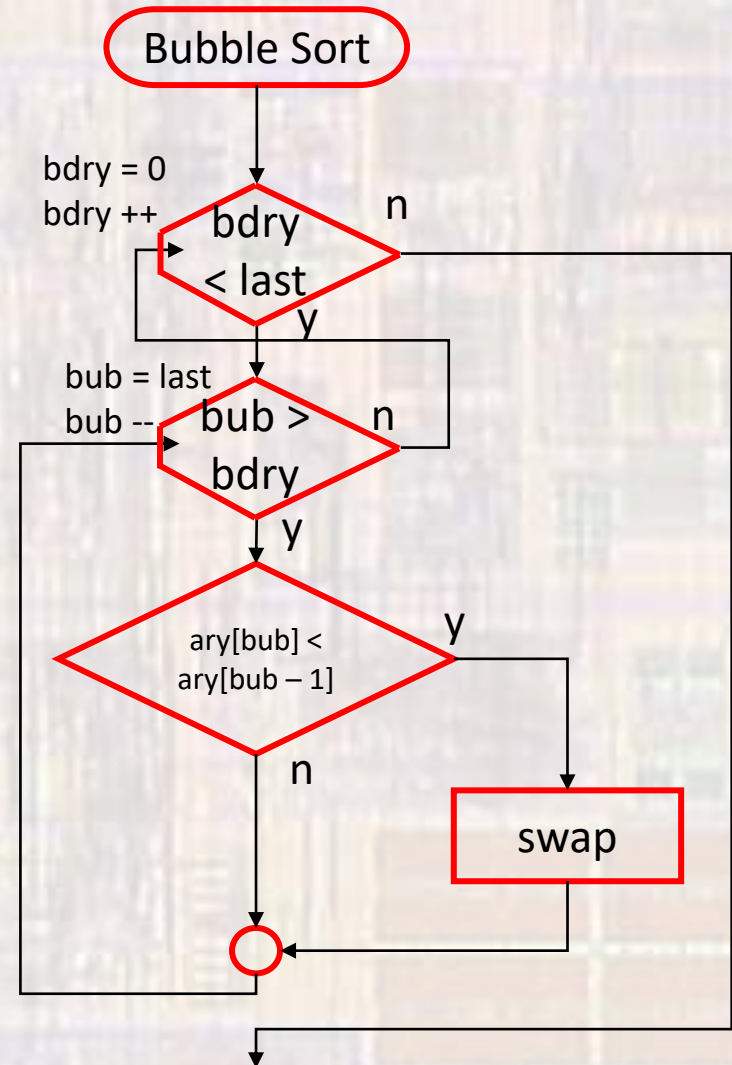 Bubble Sort
bdry = 0
bdry ++
n
bdry
< last
y
bub = last
bub --
bub >
n
bdry
y
ary[bub] <
ary[bub – 1]
y
n
swap